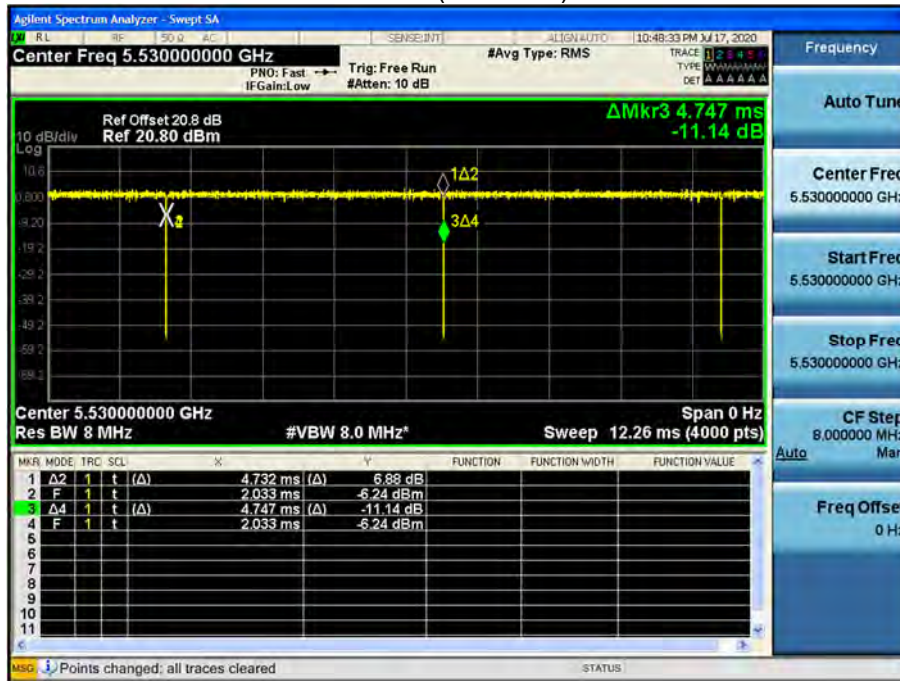 Agilent Spectrum Analyzer - Swept SA
RL RF 50 Ω AC SENSE:INT ALIGN AUTO 10:48:33 PM Jul 17, 2020
Center Freq 5.530000000 GHz
PNO: Fast
IFGain:Low
Trig: Free Run
#Atten: 10 dB
#Avg Type: RMS
TRACE 1 2 3 4 5 6
TYPE
DET A A A A A A
ΔMkr3 4.747 ms
-11.14 dB
Ref Offset 20.8 dB
10 dB/div Ref 20.80 dBm
Log
10.8
0.800
-9.20
-19.2
-29.2
-39.2
-49.2
-59.2
-69.2
1Δ2
3Δ4
Center 5.530000000 GHz Span 0 Hz
Res BW 8 MHz #VBW 8.0 MHz* Sweep 12.26 ms (4000 pts)
MKR MODE TRC SCL X Y FUNCTION FUNCTION WIDTH FUNCTION VALUE
1 Δ2 1 t (Δ) 4.732 ms (Δ) 6.88 dB
2 F 1 t 2.033 ms -6.24 dBm
3 Δ4 1 t (Δ) 4.747 ms (Δ) -11.14 dB
4 F 1 t 2.033 ms -6.24 dBm
5
6
7
8
9
10
11
MSG Points changed; all traces cleared STATUS
Frequency
Auto Tune
Center Freq
5.530000000 GHz
Start Freq
5.530000000 GHz
Stop Freq
5.530000000 GHz
CF Step
8.000000 MHz
Auto Man
Freq Offset
0 Hz